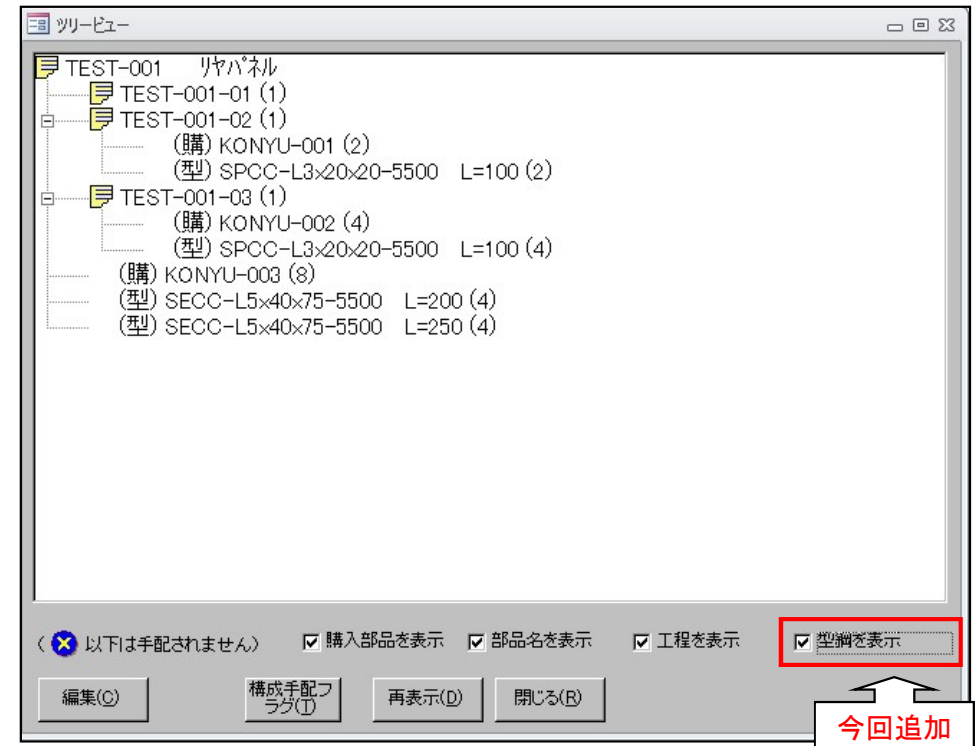 ツリービュー
TEST-001 リヤパネル
TEST-001-01 (1)
TEST-001-02 (1)
(購) KONYU-001 (2)
(型) SPCC-L3x20x20-5500 L=100 (2)
TEST-001-03 (1)
(購) KONYU-002 (4)
(型) SPCC-L3x20x20-5500 L=100 (4)
(購) KONYU-003 (8)
(型) SECC-L5x40x75-5500 L=200 (4)
(型) SECC-L5x40x75-5500 L=250 (4)
( 以下は手配されません) 購入部品を表示 部品名を表示 工程を表示 型鋼を表示
編集(C) 構成手配フラグ(T) 再表示(D) 閉じる(R)
今回追加